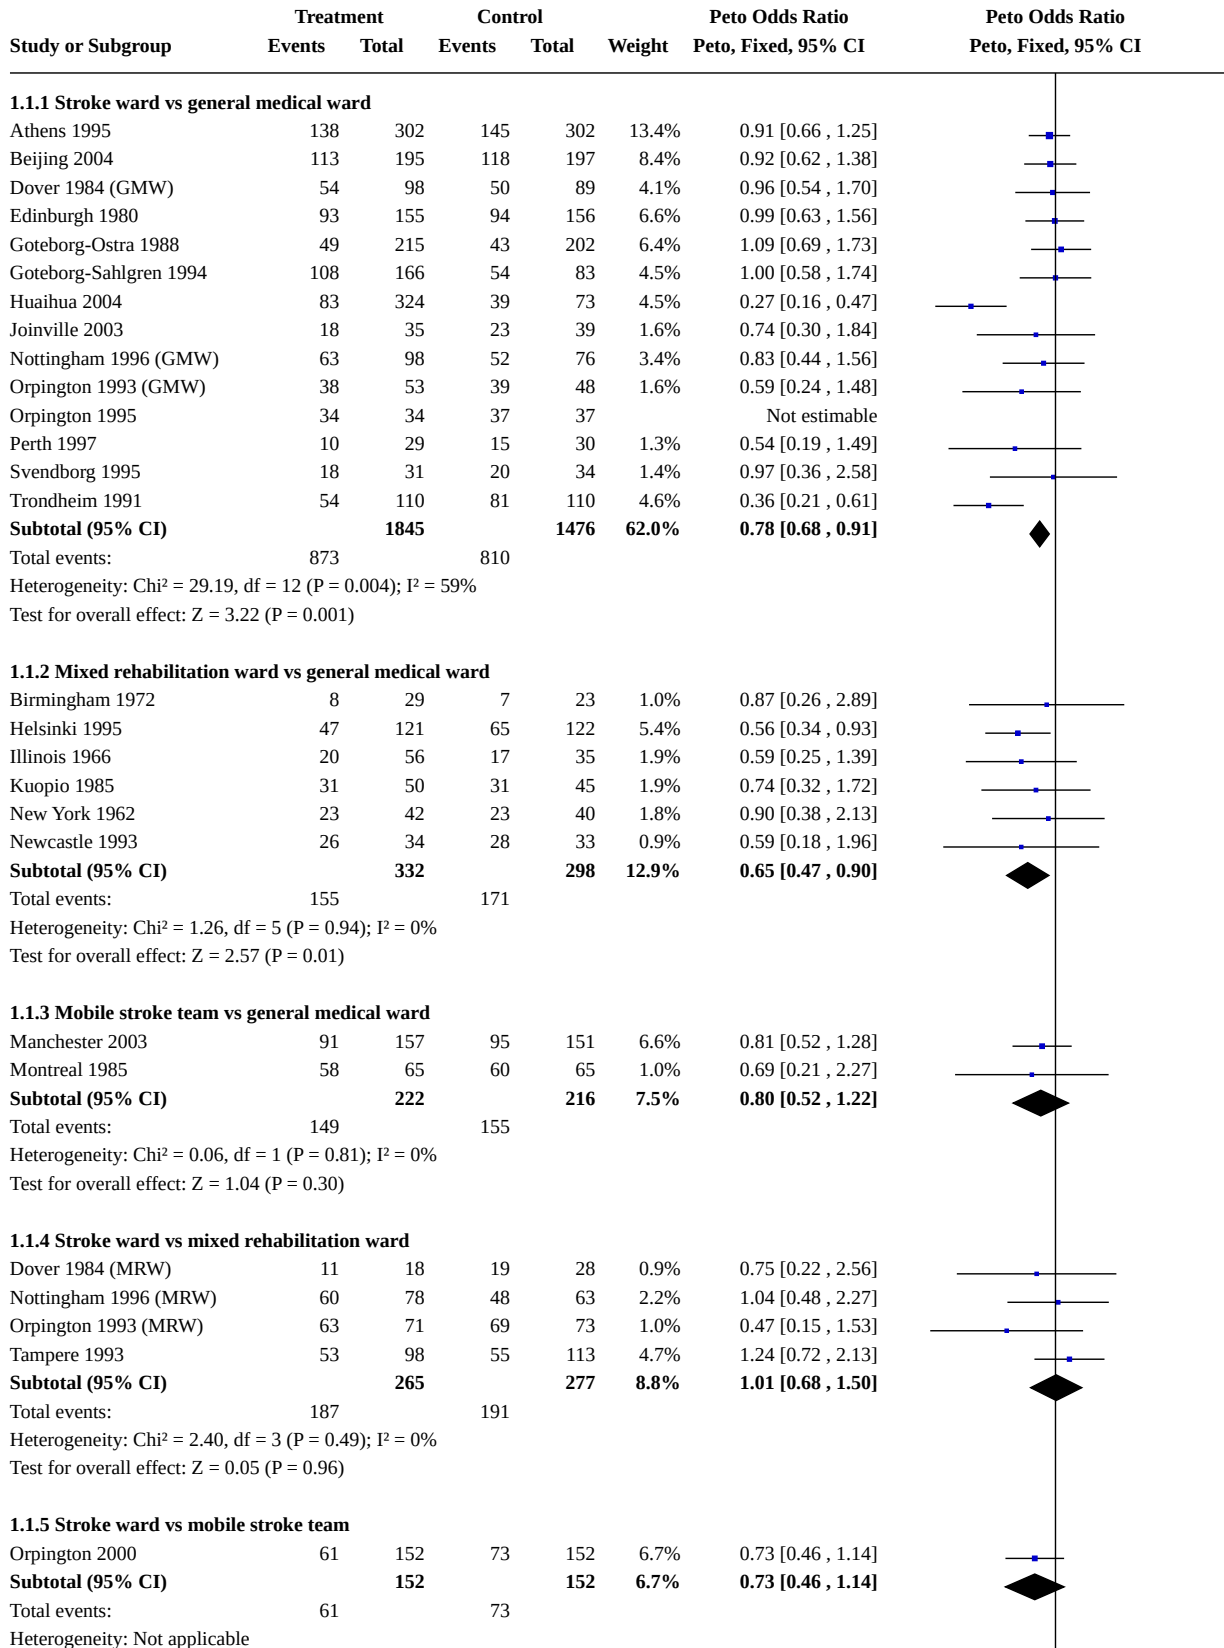 Treatment Control Peto Odds Ratio Peto Odds Ratio
Study or Subgroup Events Total Events Total Weight Peto, Fixed, 95% CI Peto, Fixed, 95% CI
1.1.1 Stroke ward vs general medical ward
Athens 1995 138 302 145 302 13.4% 0.91 [0.66 , 1.25]
Beijing 2004 113 195 118 197 8.4% 0.92 [0.62 , 1.38]
Dover 1984 (GMW) 54 98 50 89 4.1% 0.96 [0.54 , 1.70]
Edinburgh 1980 93 155 94 156 6.6% 0.99 [0.63 , 1.56]
Goteborg-Ostra 1988 49 215 43 202 6.4% 1.09 [0.69 , 1.73]
Goteborg-Sahlgren 1994 108 166 54 83 4.5% 1.00 [0.58 , 1.74]
Huaihua 2004 83 324 39 73 4.5% 0.27 [0.16 , 0.47]
Joinville 2003 18 35 23 39 1.6% 0.74 [0.30 , 1.84]
Nottingham 1996 (GMW) 63 98 52 76 3.4% 0.83 [0.44 , 1.56]
Orpington 1993 (GMW) 38 53 39 48 1.6% 0.59 [0.24 , 1.48]
Orpington 1995 34 34 37 37 Not estimable
Perth 1997 10 29 15 30 1.3% 0.54 [0.19 , 1.49]
Svendborg 1995 18 31 20 34 1.4% 0.97 [0.36 , 2.58]
Trondheim 1991 54 110 81 110 4.6% 0.36 [0.21 , 0.61]
Subtotal (95% CI) 1845 1476 62.0% 0.78 [0.68 , 0.91]
Total events: 873 810
Heterogeneity: Chi² = 29.19, df = 12 (P = 0.004); I² = 59%
Test for overall effect: Z = 3.22 (P = 0.001)
1.1.2 Mixed rehabilitation ward vs general medical ward
Birmingham 1972 8 29 7 23 1.0% 0.87 [0.26 , 2.89]
Helsinki 1995 47 121 65 122 5.4% 0.56 [0.34 , 0.93]
Illinois 1966 20 56 17 35 1.9% 0.59 [0.25 , 1.39]
Kuopio 1985 31 50 31 45 1.9% 0.74 [0.32 , 1.72]
New York 1962 23 42 23 40 1.8% 0.90 [0.38 , 2.13]
Newcastle 1993 26 34 28 33 0.9% 0.59 [0.18 , 1.96]
Subtotal (95% CI) 332 298 12.9% 0.65 [0.47 , 0.90]
Total events: 155 171
Heterogeneity: Chi² = 1.26, df = 5 (P = 0.94); I² = 0%
Test for overall effect: Z = 2.57 (P = 0.01)
1.1.3 Mobile stroke team vs general medical ward
Manchester 2003 91 157 95 151 6.6% 0.81 [0.52 , 1.28]
Montreal 1985 58 65 60 65 1.0% 0.69 [0.21 , 2.27]
Subtotal (95% CI) 222 216 7.5% 0.80 [0.52 , 1.22]
Total events: 149 155
Heterogeneity: Chi² = 0.06, df = 1 (P = 0.81); I² = 0%
Test for overall effect: Z = 1.04 (P = 0.30)
1.1.4 Stroke ward vs mixed rehabilitation ward
Dover 1984 (MRW) 11 18 19 28 0.9% 0.75 [0.22 , 2.56]
Nottingham 1996 (MRW) 60 78 48 63 2.2% 1.04 [0.48 , 2.27]
Orpington 1993 (MRW) 63 71 69 73 1.0% 0.47 [0.15 , 1.53]
Tampere 1993 53 98 55 113 4.7% 1.24 [0.72 , 2.13]
Subtotal (95% CI) 265 277 8.8% 1.01 [0.68 , 1.50]
Total events: 187 191
Heterogeneity: Chi² = 2.40, df = 3 (P = 0.49); I² = 0%
Test for overall effect: Z = 0.05 (P = 0.96)
1.1.5 Stroke ward vs mobile stroke team
Orpington 2000 61 152 73 152 6.7% 0.73 [0.46 , 1.14]
Subtotal (95% CI) 152 152 6.7% 0.73 [0.46 , 1.14]
Total events: 61 73
Heterogeneity: Not applicable